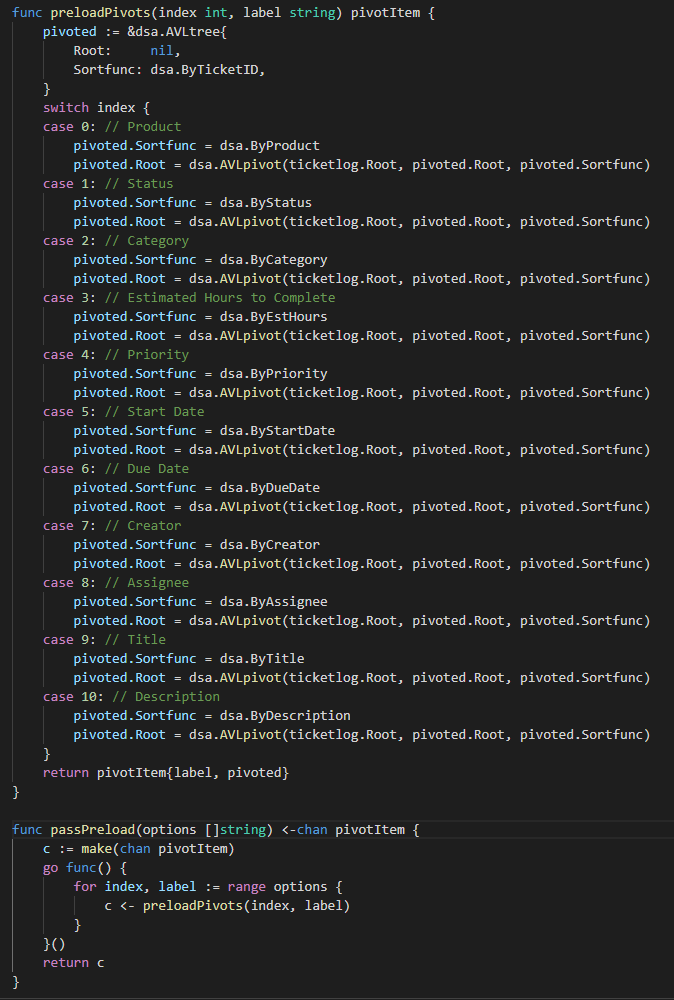 func preloadPivots(index int, label string) pivotItem {
    pivoted := &dsa.AVLtree{
        Root:     nil,
        Sortfunc: dsa.ByTicketID,
    }
    switch index {
    case 0: // Product
        pivoted.Sortfunc = dsa.ByProduct
        pivoted.Root = dsa.AVLpivot(ticketlog.Root, pivoted.Root, pivoted.Sortfunc)
    case 1: // Status
        pivoted.Sortfunc = dsa.ByStatus
        pivoted.Root = dsa.AVLpivot(ticketlog.Root, pivoted.Root, pivoted.Sortfunc)
    case 2: // Category
        pivoted.Sortfunc = dsa.ByCategory
        pivoted.Root = dsa.AVLpivot(ticketlog.Root, pivoted.Root, pivoted.Sortfunc)
    case 3: // Estimated Hours to Complete
        pivoted.Sortfunc = dsa.ByEstHours
        pivoted.Root = dsa.AVLpivot(ticketlog.Root, pivoted.Root, pivoted.Sortfunc)
    case 4: // Priority
        pivoted.Sortfunc = dsa.ByPriority
        pivoted.Root = dsa.AVLpivot(ticketlog.Root, pivoted.Root, pivoted.Sortfunc)
    case 5: // Start Date
        pivoted.Sortfunc = dsa.ByStartDate
        pivoted.Root = dsa.AVLpivot(ticketlog.Root, pivoted.Root, pivoted.Sortfunc)
    case 6: // Due Date
        pivoted.Sortfunc = dsa.ByDueDate
        pivoted.Root = dsa.AVLpivot(ticketlog.Root, pivoted.Root, pivoted.Sortfunc)
    case 7: // Creator
        pivoted.Sortfunc = dsa.ByCreator
        pivoted.Root = dsa.AVLpivot(ticketlog.Root, pivoted.Root, pivoted.Sortfunc)
    case 8: // Assignee
        pivoted.Sortfunc = dsa.ByAssignee
        pivoted.Root = dsa.AVLpivot(ticketlog.Root, pivoted.Root, pivoted.Sortfunc)
    case 9: // Title
        pivoted.Sortfunc = dsa.ByTitle
        pivoted.Root = dsa.AVLpivot(ticketlog.Root, pivoted.Root, pivoted.Sortfunc)
    case 10: // Description
        pivoted.Sortfunc = dsa.ByDescription
        pivoted.Root = dsa.AVLpivot(ticketlog.Root, pivoted.Root, pivoted.Sortfunc)
    }
    return pivotItem{label, pivoted}
}

func passPreload(options []string) <-chan pivotItem {
    c := make(chan pivotItem)
    go func() {
        for index, label := range options {
            c <- preloadPivots(index, label)
        }
    }()
    return c
}